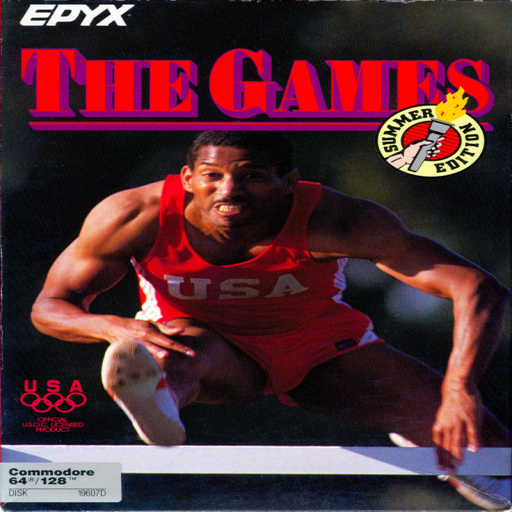 EPYX
THE GAMES
SUMMER
EDITION
USA
USA
OFFICIAL
U.S.O.C. LICENSED
PRODUCT
Commodore
64®/128™
DISK 19607D